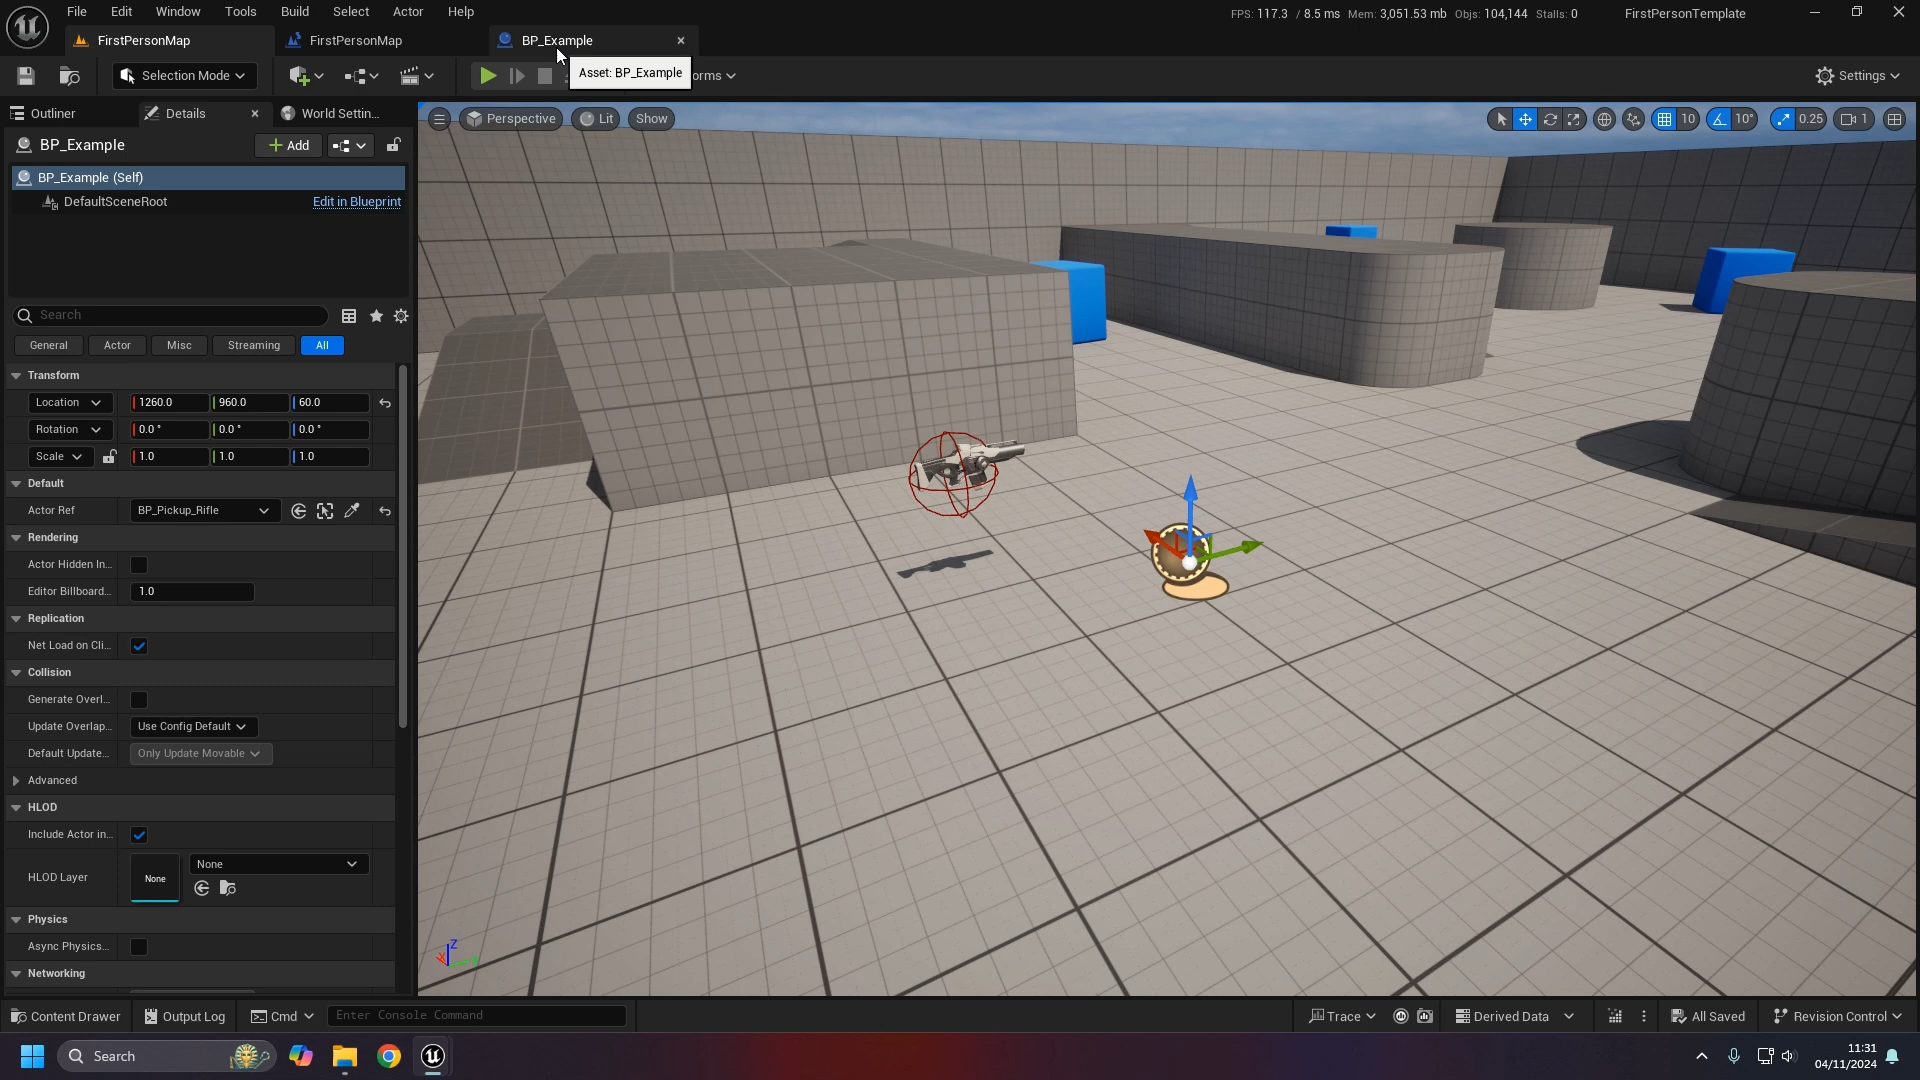 File Edit Window Tools Build Select Actor Help
FPS: 117.3 / 8.5 ms Mem: 3,051.53 mb Objs: 104,144 Stalls: 0 FirstPersonTemplate
FirstPersonMap FirstPersonMap BP_Example
Selection Mode
Asset: BP_Example
orms
Settings
Outliner Details World Settin...
Perspective Lit Show
10 10° 0.25 1
BP_Example
Add
BP_Example (Self)
DefaultSceneRoot Edit in Blueprint
Search
General Actor Misc Streaming All
Transform
Location 1260.0 960.0 60.0
Rotation 0.0 ° 0.0 ° 0.0 °
Scale 1.0 1.0 1.0
Default
Actor Ref BP_Pickup_Rifle
Rendering
Actor Hidden In...
Editor Billboard... 1.0
Replication
Net Load on Cli...
Collision
Generate Overl...
Update Overlap... Use Config Default
Default Update... Only Update Movable
Advanced
HLOD
Include Actor in...
HLOD Layer None None
Physics
Async Physics...
Networking
Z
X
Content Drawer Output Log Cmd Enter Console Command
Trace Derived Data All Saved Revision Control
Search
11:31
04/11/2024